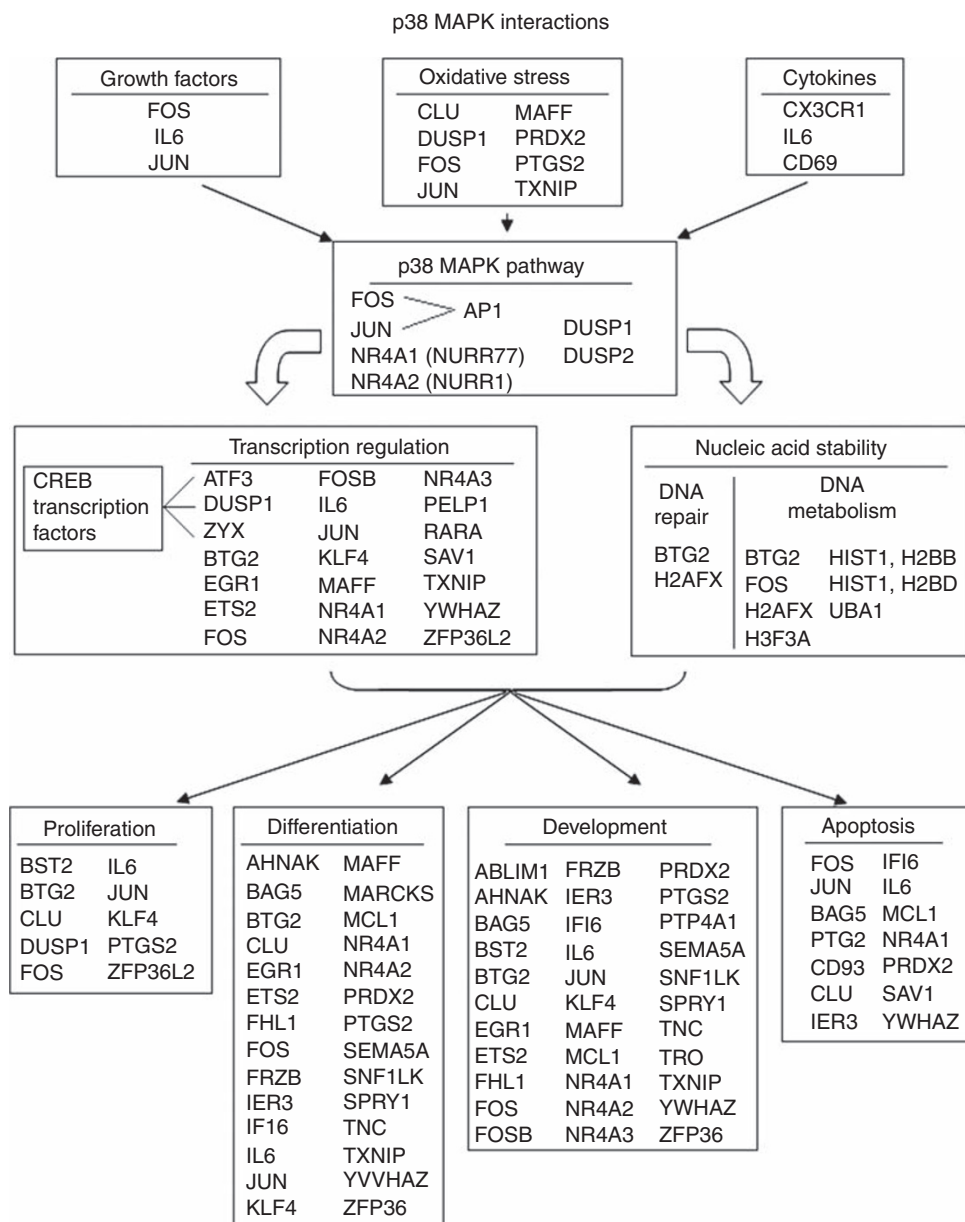 p38 MAPK interactions
Growth factors
FOS
IL6
JUN
Oxidative stress
CLU MAFF
DUSP1 PRDX2
FOS PTGS2
JUN TXNIP
Cytokines
CX3CR1
IL6
CD69
p38 MAPK pathway
FOS
AP1
JUN DUSP1
NR4A1 (NURR77) DUSP2
NR4A2 (NURR1)
Transcription regulation
CREB
transcription
factors
ATF3 FOSB NR4A3
DUSP1 IL6 PELP1
ZYX JUN RARA
BTG2 KLF4 SAV1
EGR1 MAFF TXNIP
ETS2 NR4A1 YWHAZ
FOS NR4A2 ZFP36L2
Nucleic acid stability
DNA
repair
BTG2
H2AFX
DNA
metabolism
BTG2 HIST1, H2BB
FOS HIST1, H2BD
H2AFX UBA1
H3F3A
Proliferation
BST2 IL6
BTG2 JUN
CLU KLF4
DUSP1 PTGS2
FOS ZFP36L2
Differentiation
AHNAK MAFF
BAG5 MARCKS
BTG2 MCL1
CLU NR4A1
EGR1 NR4A2
ETS2 PRDX2
FHL1 PTGS2
FOS SEMA5A
FRZB SNF1LK
IER3 SPRY1
IF16 TNC
IL6 TXNIP
JUN YVVHAZ
KLF4 ZFP36
Development
ABLIM1 FRZB PRDX2
AHNAK IER3 PTGS2
BAG5 IFI6 PTP4A1
BST2 IL6 SEMA5A
BTG2 JUN SNF1LK
CLU KLF4 SPRY1
EGR1 MAFF TNC
ETS2 MCL1 TRO
FHL1 NR4A1 TXNIP
FOS NR4A2 YWHAZ
FOSB NR4A3 ZFP36
Apoptosis
FOS IFI6
JUN IL6
BAG5 MCL1
PTG2 NR4A1
CD93 PRDX2
CLU SAV1
IER3 YWHAZ